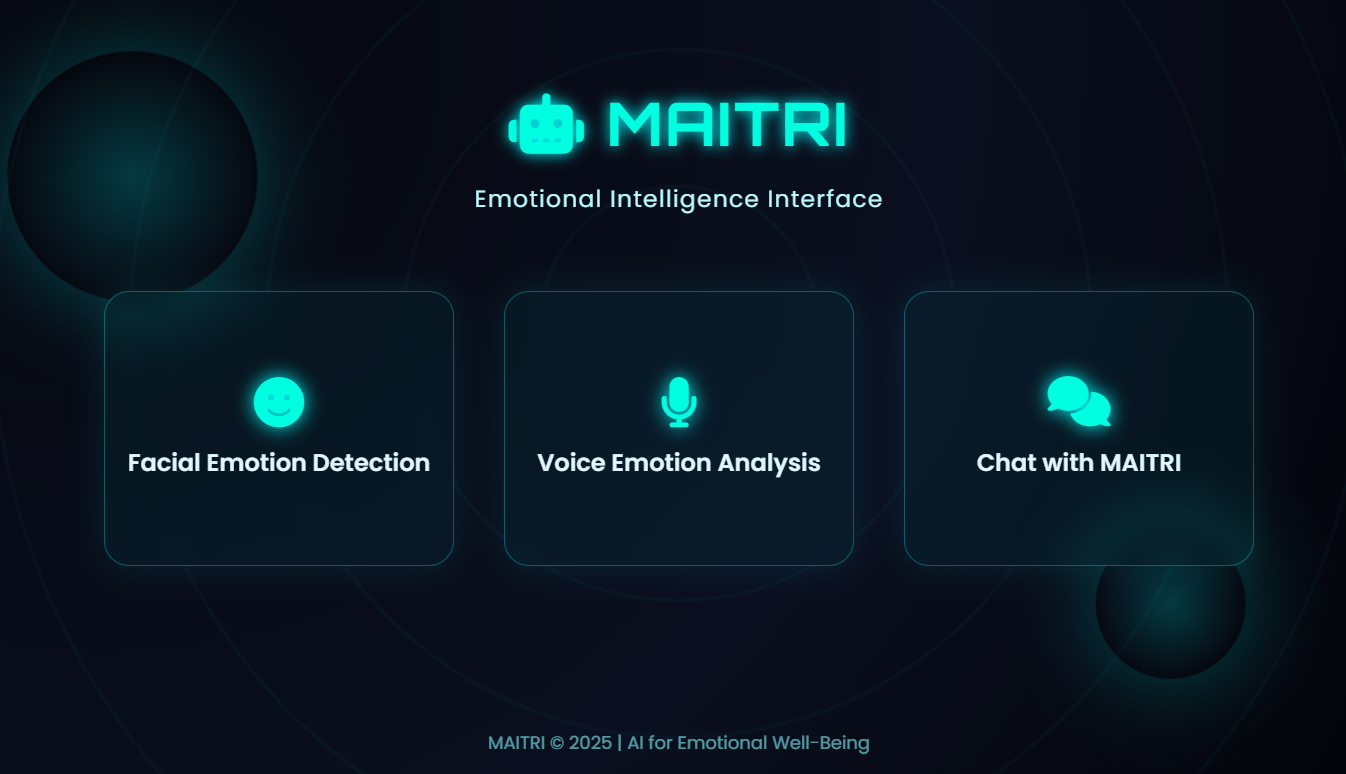 MAITRI
Emotional Intelligence Interface
Facial Emotion Detection
Voice Emotion Analysis
Chat with MAITRI
MAITRI © 2025 | AI for Emotional Well-Being